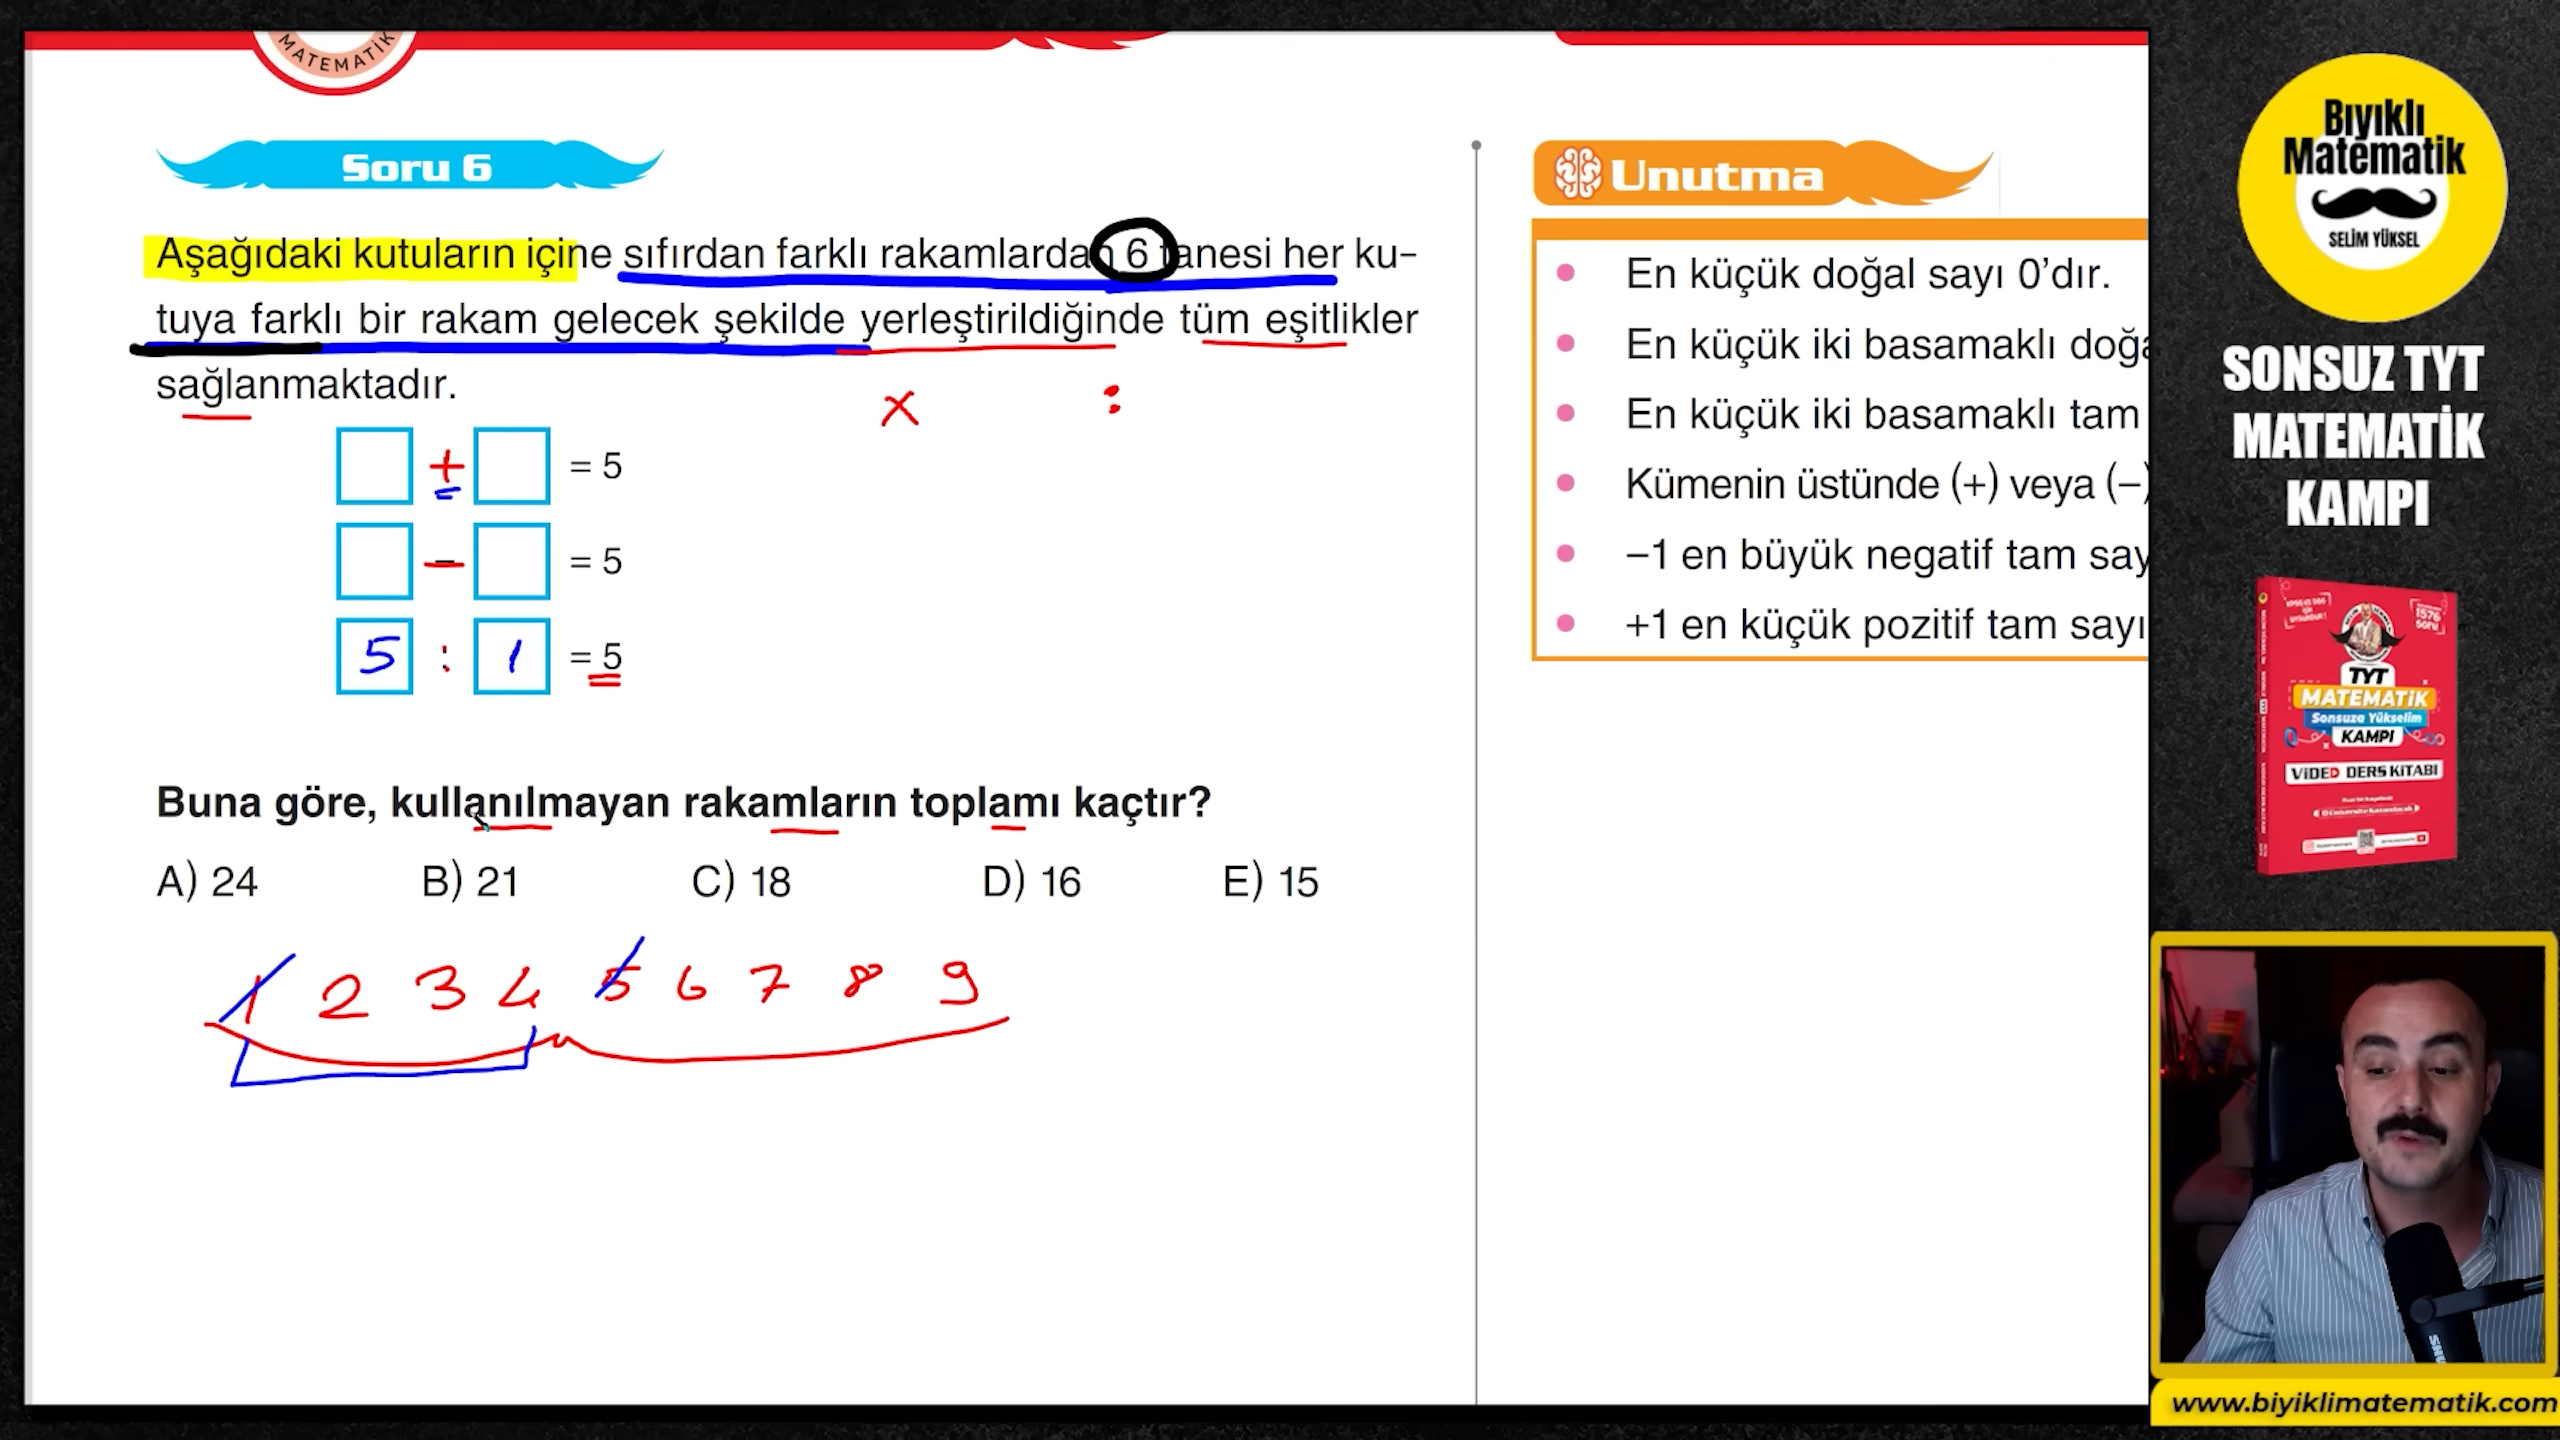 MATEMATİK
Soru 6
Aşağıdaki kutuların içine sıfırdan farklı rakamlardan 6 tanesi her ku-
tuya farklı bir rakam gelecek şekilde yerleştirildiğinde tüm eşitlikler
sağlanmaktadır.
x :
+ = 5
- = 5
5 : 1 = 5
Buna göre, kullanılmayan rakamların toplamı kaçtır?
A) 24 B) 21 C) 18 D) 16 E) 15
1 2 3 4 5 6 7 8 9
Unutma
• En küçük doğal sayı 0’dır.
• En küçük iki basamaklı doğa
• En küçük iki basamaklı tam
• Kümenin üstünde (+) veya (–)
• –1 en büyük negatif tam say
• +1 en küçük pozitif tam sayı
Bıyıklı
Matematik
SELİM YÜKSEL
SONSUZ TYT
MATEMATİK
KAMPI
1576
soru
TYT
MATEMATİK
Sonsuza Yükselim
KAMPI
VİDEO DERS KİTABI
www.biyiklimatematik.com